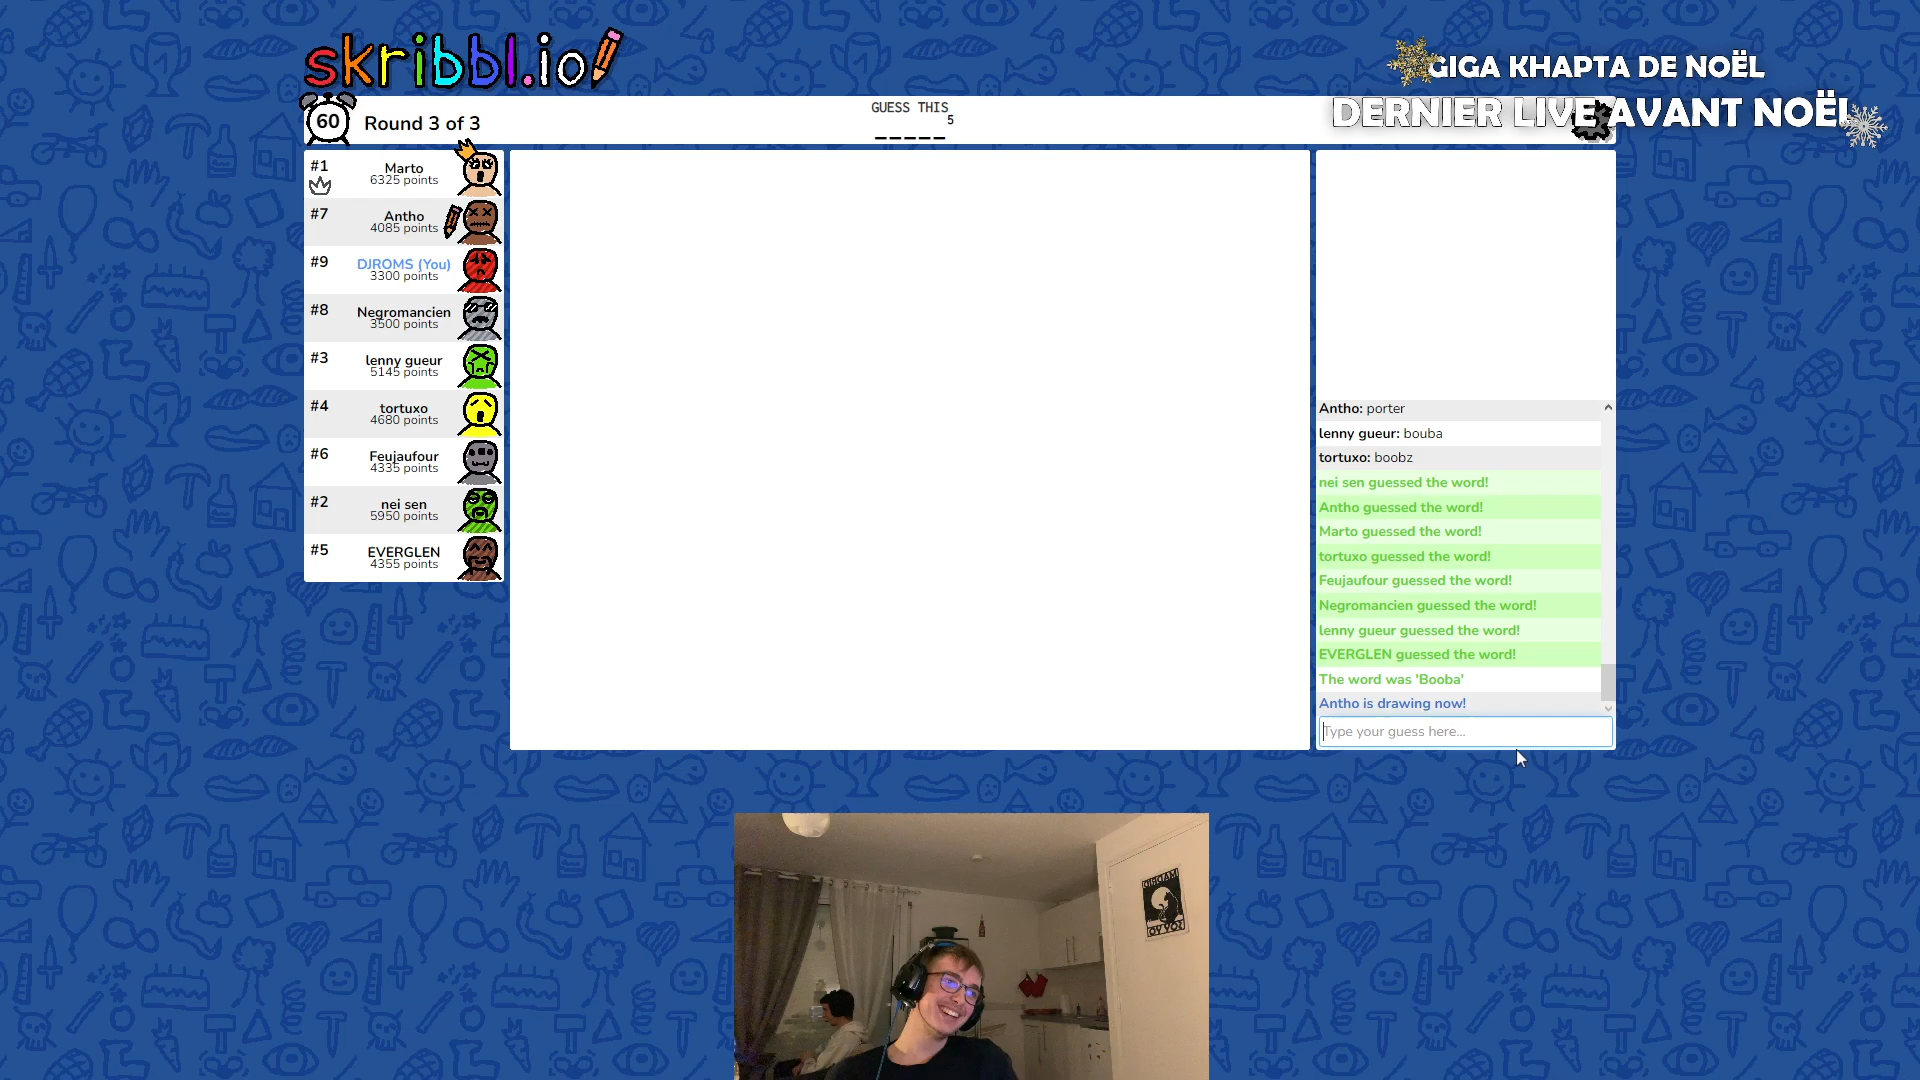 skribbl.io
GIGA KHAPTA DE NOËL
DERNIER LIVE AVANT NOËL
60
Round 3 of 3
GUESS THIS
5
_____
#1
Marto
6325 points
#7
Antho
4085 points
#9
DJROMS (You)
3300 points
#8
Negromancien
3500 points
#3
lenny gueur
5145 points
#4
tortuxo
4680 points
#6
Feujaufour
4335 points
#2
nei sen
5950 points
#5
EVERGLEN
4355 points
Antho: porter
lenny gueur: bouba
tortuxo: boobz
nei sen guessed the word!
Antho guessed the word!
Marto guessed the word!
tortuxo guessed the word!
Feujaufour guessed the word!
Negromancien guessed the word!
lenny gueur guessed the word!
EVERGLEN guessed the word!
The word was 'Booba'
Antho is drawing now!
Type your guess here...